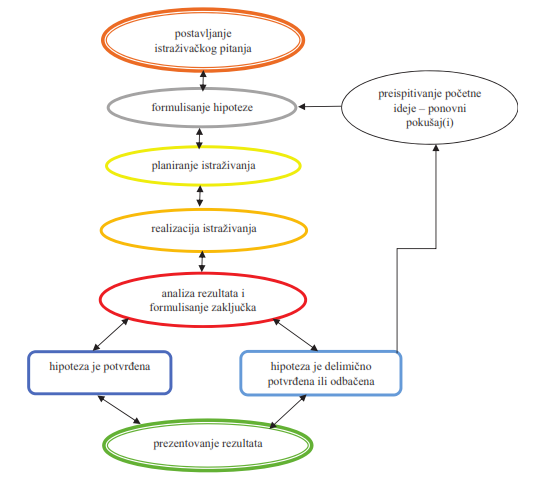 postavljanje
istraživačkog pitanja
formulisanje hipoteze
preispitivanje početne
ideje – ponovni
pokušaj(i)
planiranje istraživanja
realizacija istraživanja
analiza rezultata i
formulisanje zaključka
hipoteza je potvrđena
hipoteza je delimično
potvrđena ili odbačena
prezentovanje rezultata